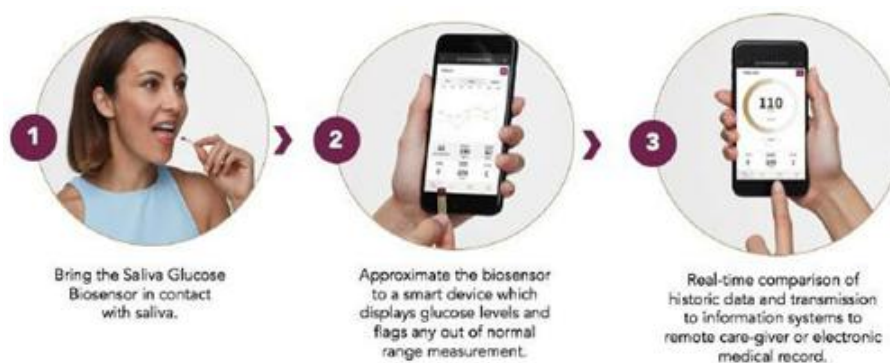 1
Bring the Saliva Glucose
Biosensor in contact
with saliva.
2
Approximate the biosensor
to a smart device which
displays glucose levels and
flags any out of normal
range measurement.
3
110
Real-time comparison of
historic data and transmission
to information systems to
remote care-giver or electronic
medical record.